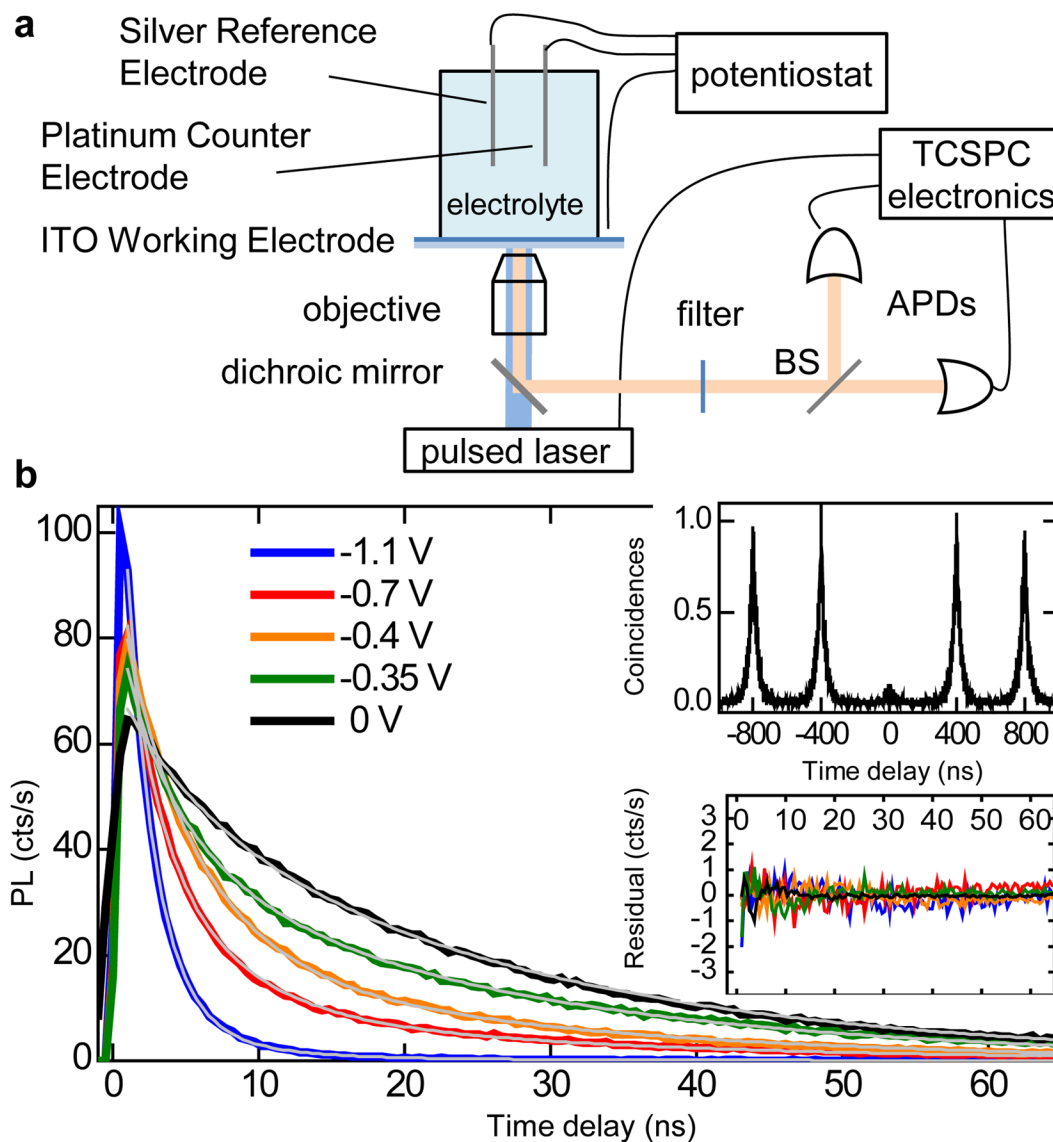 a
Silver Reference
Electrode
Platinum Counter
Electrode
ITO Working Electrode
electrolyte
potentiostat
TCSPC
electronics
objective
filter
APDs
dichroic mirror
BS
pulsed laser
b
PL (cts/s)
100
80
60
40
20
0
-1.1 V
-0.7 V
-0.4 V
-0.35 V
0 V
0 10 20 30 40 50 60
Time delay (ns)
Coincidences
1.0
0.5
0.0
-800 -400 0 400 800
Time delay (ns)
Residual (cts/s)
3
2
1
0
-1
-2
-3
0 10 20 30 40 50 60